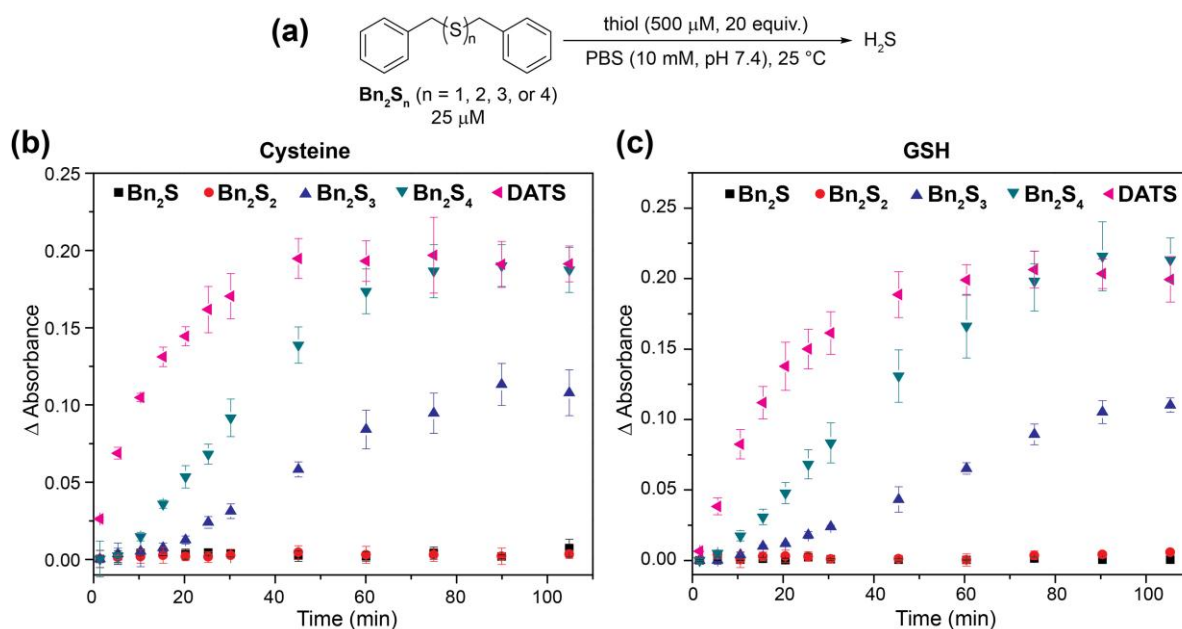 (a)
(S)n
thiol (500 μM, 20 equiv.)
PBS (10 mM, pH 7.4), 25 °C
H₂S
Bn₂Sₙ (n = 1, 2, 3, or 4)
25 μM
(b)
Cysteine
Bn₂S Bn₂S₂ Bn₂S₃ Bn₂S₄ DATS
Δ Absorbance
0.25
0.20
0.15
0.10
0.05
0.00
0 20 40 60 80 100
Time (min)
(c)
GSH
Bn₂S Bn₂S₂ Bn₂S₃ Bn₂S₄ DATS
Δ Absorbance
0.25
0.20
0.15
0.10
0.05
0.00
0 20 40 60 80 100
Time (min)